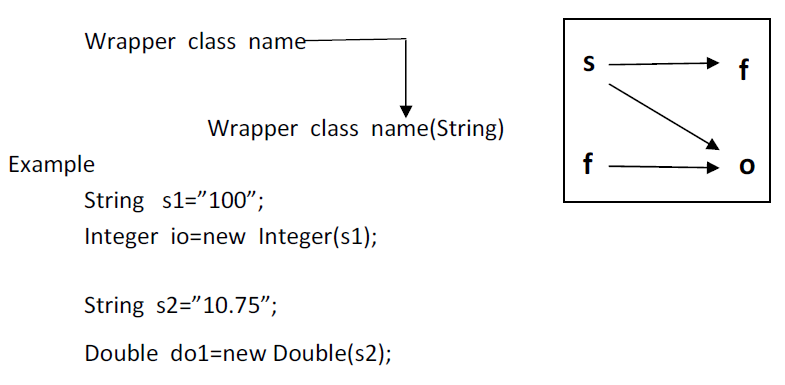 Wrapper class name
Wrapper class name(String)
Example
String s1=”100”;
Integer io=new Integer(s1);
String s2=”10.75”;
Double do1=new Double(s2);
s f
f o